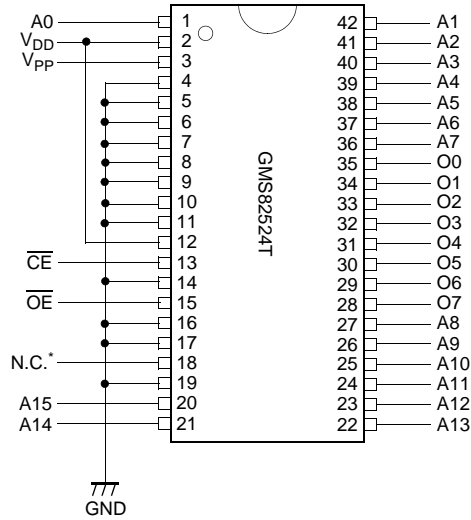 A0 1 42 A1
VDD 2 41 A2
VPP 3 40 A3
4 39 A4
5 38 A5
6 37 A6
7 36 A7
8 35 O0
9 34 O1
10 33 O2
11 32 O3
12 31 O4
CE 13 30 O5
14 29 O6
OE 15 28 O7
16 27 A8
17 26 A9
N.C.* 18 25 A10
19 24 A11
A15 20 23 A12
A14 21 22 A13
GMS82524T
GND